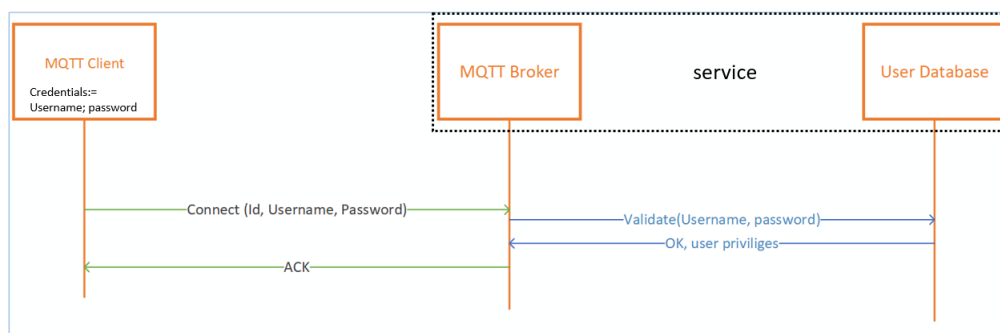 MQTT Client
Credentials:=
Username; password
MQTT Broker
service
User Database
Connect (Id, Username, Password)
Validate(Username, password)
OK, user priviliges
ACK